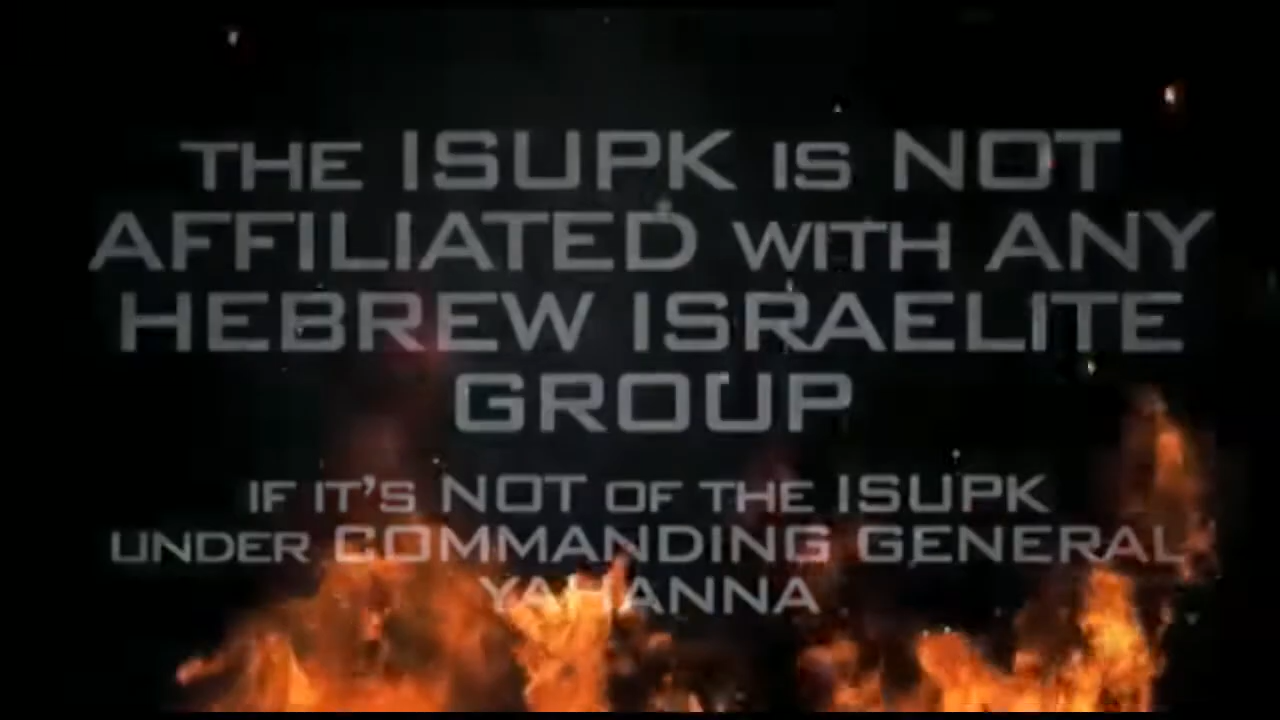 THE ISUPK IS NOT
AFFILIATED WITH ANY
HEBREW ISRAELITE
GROUP
IF IT'S NOT OF THE ISUPK
UNDER COMMANDING GENERAL
YAHANNA